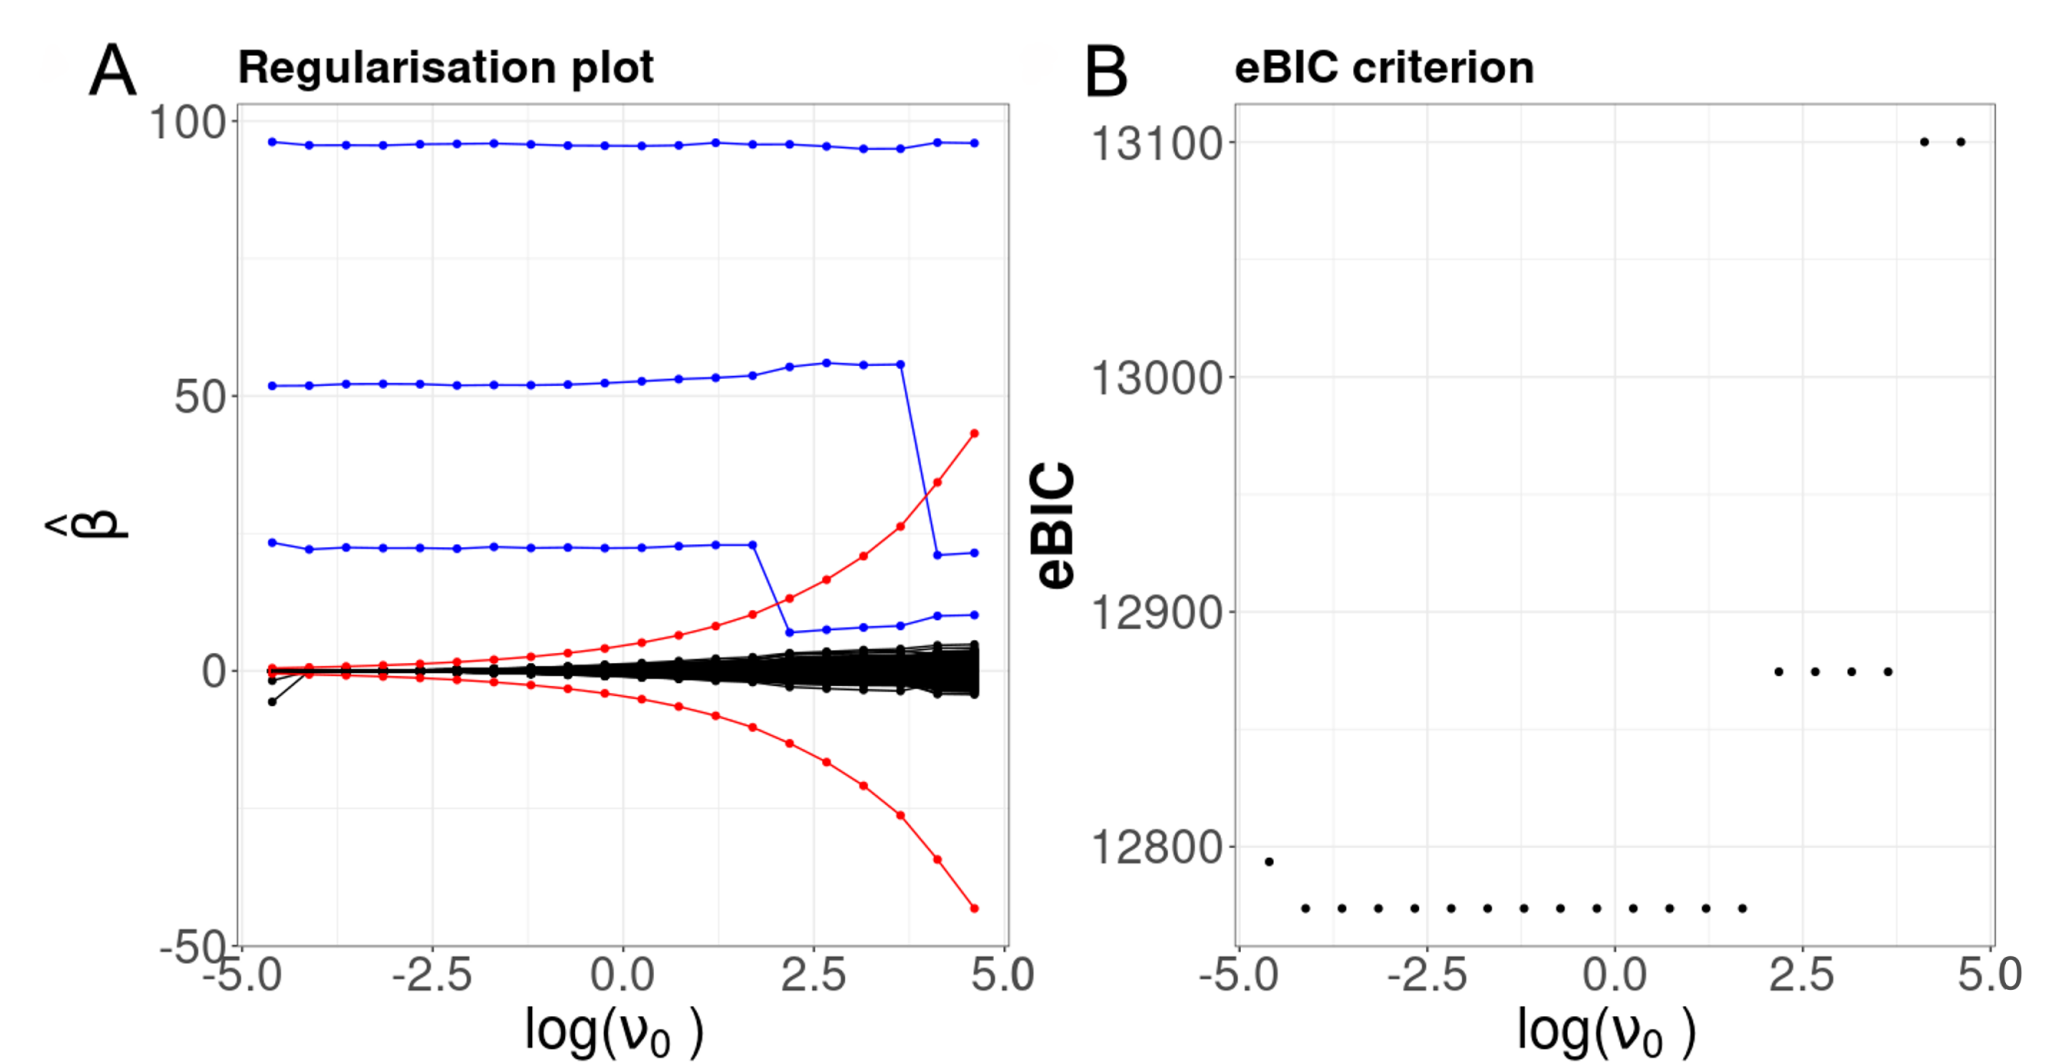 A Regularisation plot
100
50
0
-50
β̂
-5.0 -2.5 0.0 2.5 5.0
log(ν₀ )
B eBIC criterion
13100
13000
12900
12800
eBIC
-5.0 -2.5 0.0 2.5 5.0
log(ν₀ )